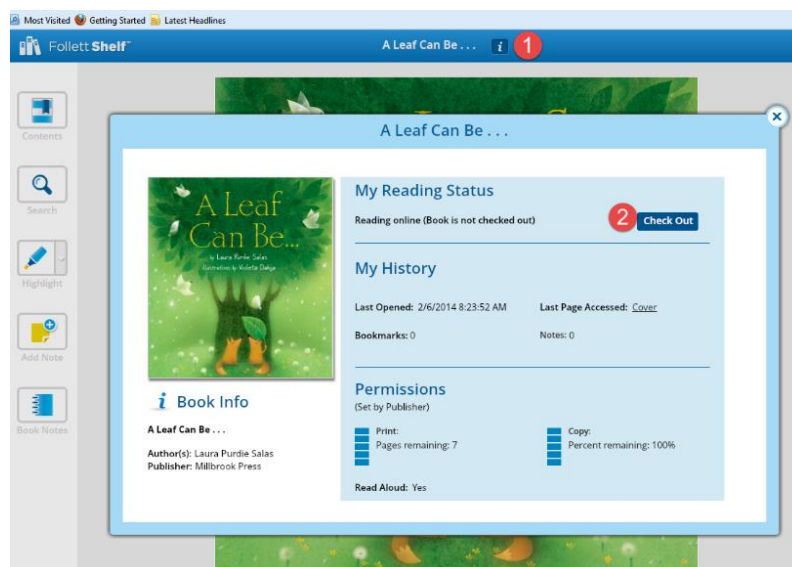 Most Visited Getting Started Latest Headlines
Follett Shelf
A Leaf Can Be . . . i 1
Contents
Search
Highlight
Add Note
Book Notes
A Leaf Can Be . . .
A Leaf
Can Be...
by Laura Purdie Salas
illustrations by Violeta Dabija
i Book Info
A Leaf Can Be . . .
Author(s): Laura Purdie Salas
Publisher: Millbrook Press
My Reading Status
Reading online (Book is not checked out) 2 Check Out
My History
Last Opened: 2/6/2014 8:23:52 AM Last Page Accessed: Cover
Bookmarks: 0 Notes: 0
Permissions
(Set by Publisher)
Print: Copy:
Pages remaining: 7 Percent remaining: 100%
Read Aloud: Yes